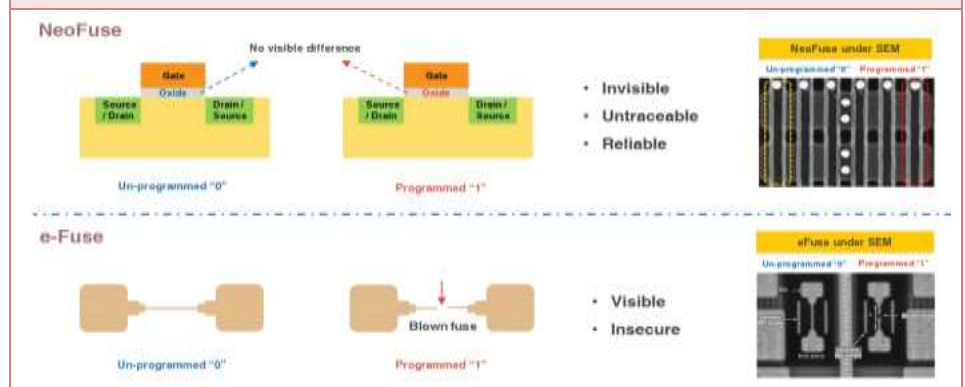 NeoFuse
No visible difference
Gate
Oxide
Source
/ Drain
Drain /
Source
Un-programmed "0"
Gate
Oxide
Source
/ Drain
Drain /
Source
Programmed "1"
• Invisible
• Untraceable
• Reliable
NeoFuse under SEM
Un-programmed "0"
Programmed "1"
e-Fuse
Un-programmed "0"
Blown fuse
Programmed "1"
• Visible
• Insecure
eFuse under SEM
Un-programmed "0"
Programmed "1"